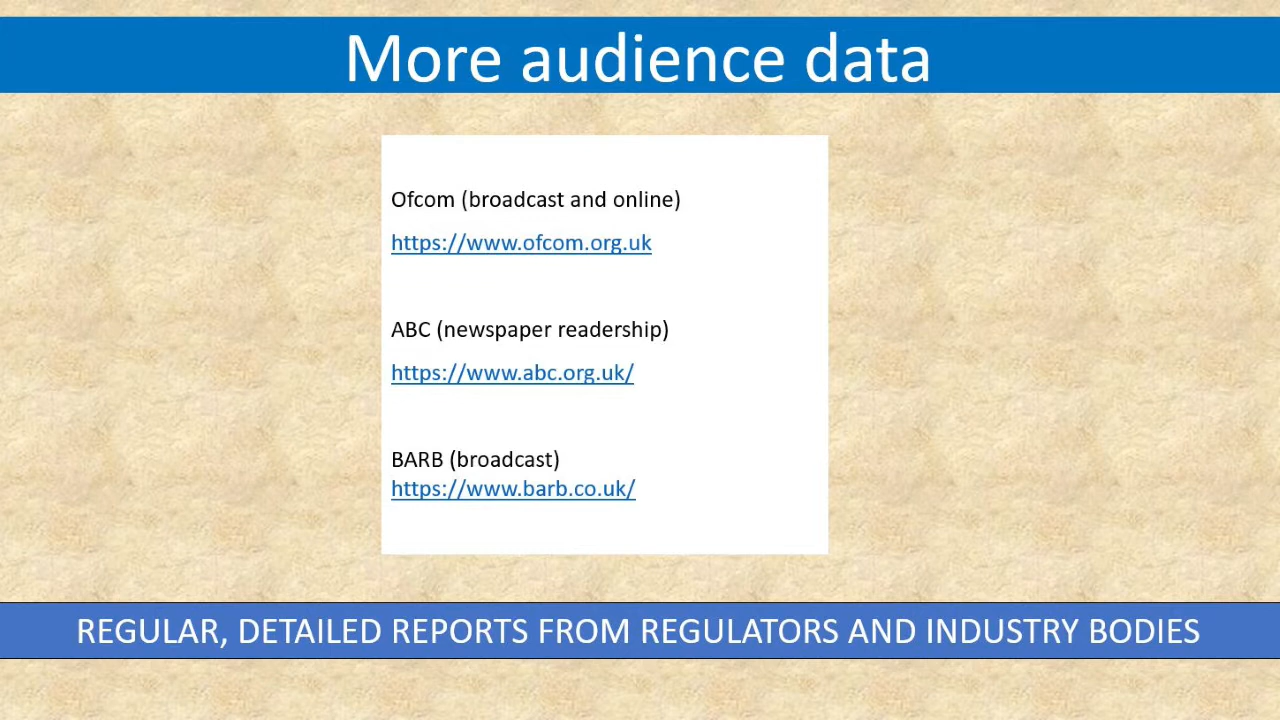 More audience data
Ofcom (broadcast and online)
https://www.ofcom.org.uk
ABC (newspaper readership)
https://www.abc.org.uk/
BARB (broadcast)
https://www.barb.co.uk/
REGULAR, DETAILED REPORTS FROM REGULATORS AND INDUSTRY BODIES